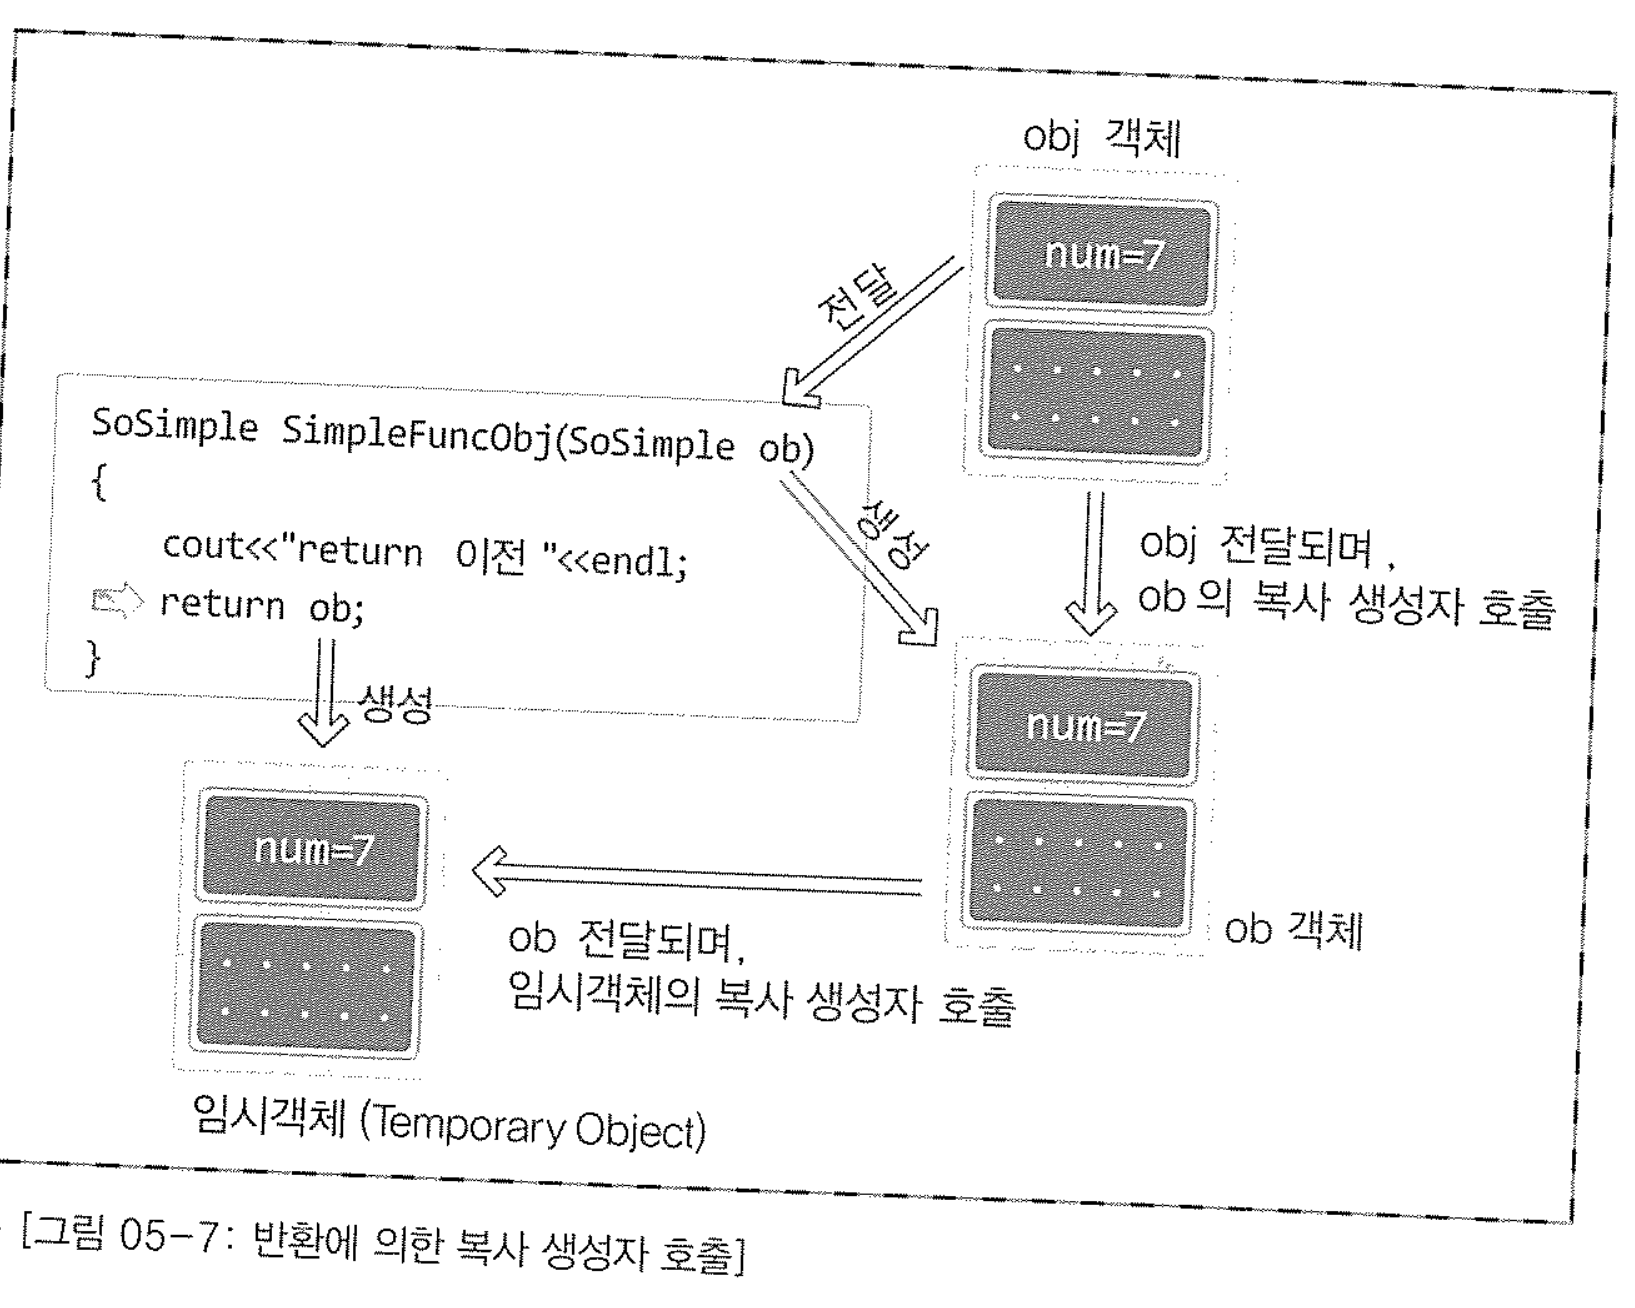 obj 객체
num=7
전달
SoSimple SimpleFuncObj(SoSimple ob)
{
cout<<"return 이전 "<<endl;
return ob;
}
생성
생성
obj 전달되며,
ob의 복사 생성자 호출
num=7
ob 객체
num=7
ob 전달되며,
임시객체의 복사 생성자 호출
임시객체 (Temporary Object)
[그림 05-7: 반환에 의한 복사 생성자 호출]